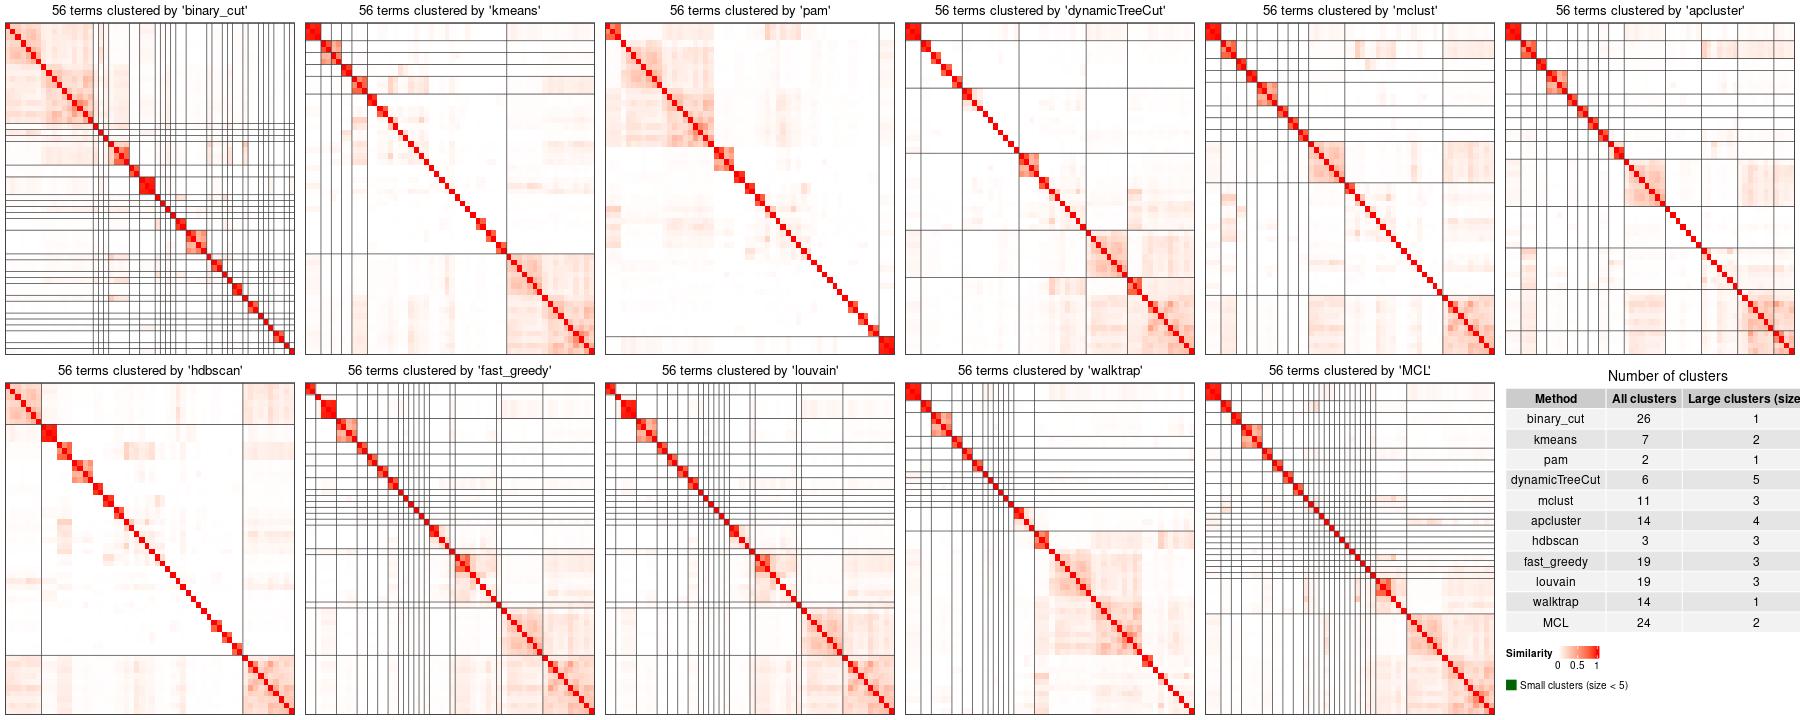 56 terms clustered by 'binary_cut'
56 terms clustered by 'kmeans'
56 terms clustered by 'pam'
56 terms clustered by 'dynamicTreeCut'
56 terms clustered by 'mclust'
56 terms clustered by 'apcluster'
56 terms clustered by 'hdbscan'
56 terms clustered by 'fast_greedy'
56 terms clustered by 'louvain'
56 terms clustered by 'walktrap'
56 terms clustered by 'MCL'
Number of clusters
Method All clusters Large clusters (size
binary_cut 26 1
kmeans 7 2
pam 2 1
dynamicTreeCut 6 5
mclust 11 3
apcluster 14 4
hdbscan 3 3
fast_greedy 19 3
louvain 19 3
walktrap 14 1
MCL 24 2
Similarity
0 0.5 1
Small clusters (size < 5)